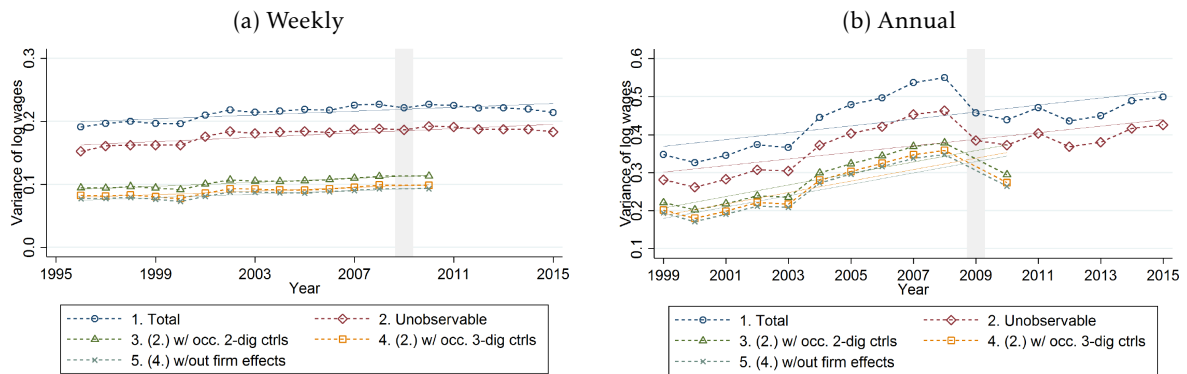 (a) Weekly
Variance of log wages
0.3
0.2
0.1
0.0
1995
1999
2003
2007
2011
2015
Year
1. Total
2. Unobservable
3. (2.) w/ occ. 2-dig ctrls
4. (2.) w/ occ. 3-dig ctrls
5. (4.) w/out firm effects
(b) Annual
Variance of log wages
0.6
0.5
0.4
0.3
0.2
0.1
1999
2001
2003
2005
2007
2009
2011
2013
2015
Year
1. Total
2. Unobservable
3. (2.) w/ occ. 2-dig ctrls
4. (2.) w/ occ. 3-dig ctrls
5. (4.) w/out firm effects